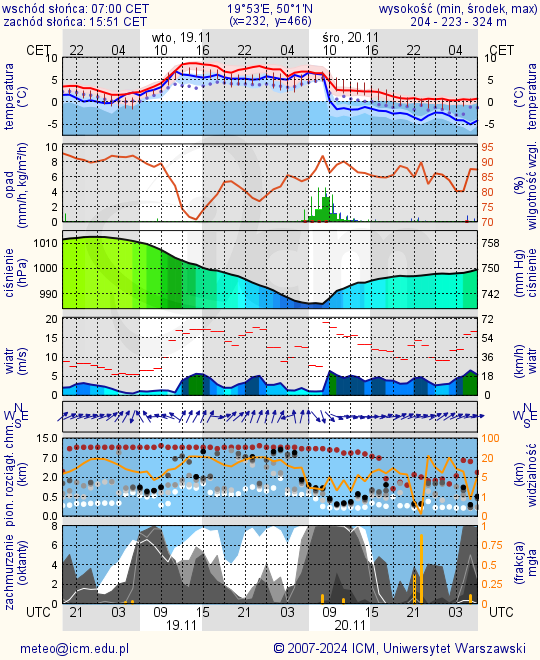 wschód słońca: 07:00 CET
zachód słońca: 15:51 CET
19°53'E, 50°1'N
(x=232, y=466)
wysokość (min, środek, max)
204 - 223 - 324 m
wto, 19.11
śro, 20.11
CET 22 04 10 16 22 04 10 16 22 04 CET
temperatura (°C)
10
5
0
-5
10
5
0
-5
temperatura (°C)
opad (mm/h, kg/m²/h)
10
8
6
4
2
0
95
90
85
80
75
70
(%) wilgotność wzgl.
ciśnienie (hPa)
1010
1000
990
758
750
742
(mm Hg) ciśnienie
wiatr (m/s)
20
15
10
5
0
72
54
36
18
0
(km/h) wiatr
N
W E
S
N
W E
S
pion. rozciągł. chm. (km)
15.0
7.0
2.0
0.5
0.0
100
20
5
1
0
(km) widzialność
zachmurzenie (oktanty)
8
6
4
2
0
1
0.75
0.5
0.25
0
(frakcja) mgła
UTC 21 03 09 15 21 03 09 15 21 03 UTC
19.11
20.11
meteo@icm.edu.pl
© 2007-2024 ICM, Uniwersytet Warszawski